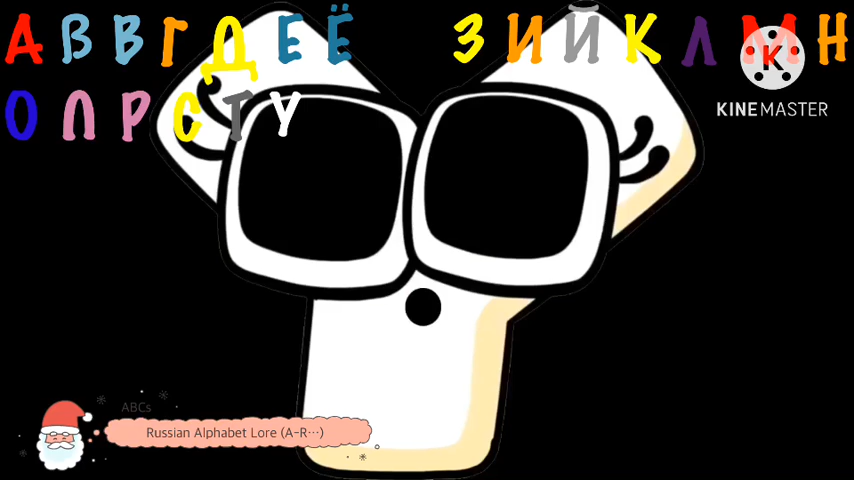 А В В Г Д Е Ё З И Й К Л М Н
О П Р С Т У
K
KINEMASTER
ABCs
Russian Alphabet Lore (A-R…)